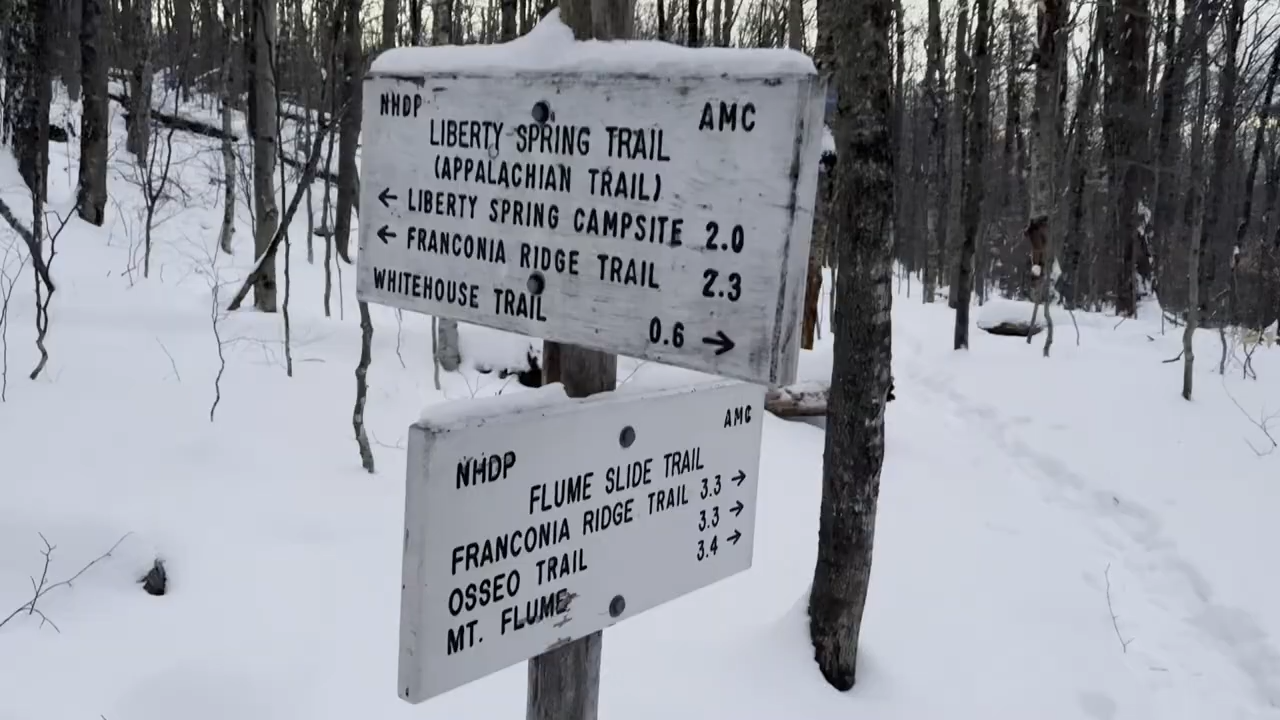 NHDP AMC
LIBERTY SPRING TRAIL
(APPALACHIAN TRAIL)
← LIBERTY SPRING CAMPSITE 2.0
← FRANCONIA RIDGE TRAIL 2.3
WHITEHOUSE TRAIL 0.6 →
NHDP AMC
FLUME SLIDE TRAIL
FRANCONIA RIDGE TRAIL 3.3 →
OSSEO TRAIL 3.3 →
MT. FLUME 3.4 →